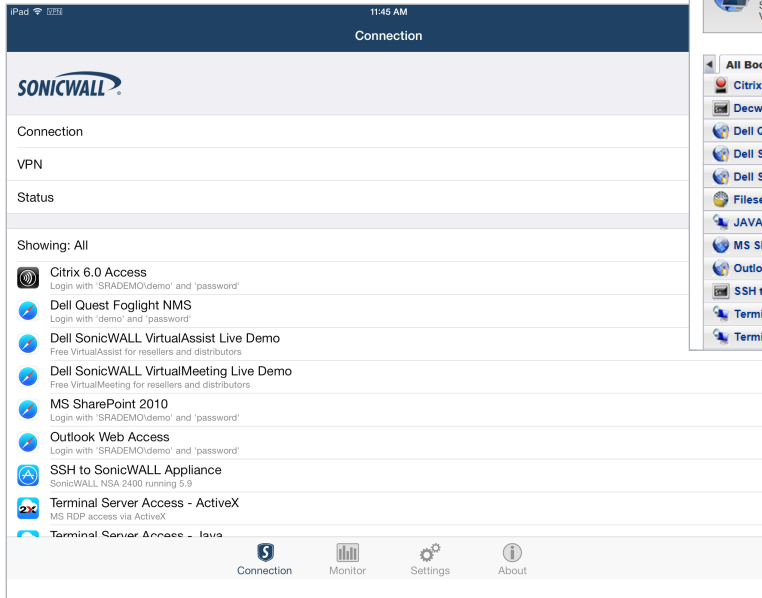 iPad VPN 11:45 AM
Connection
SONICWALL
Connection
VPN
Status
Showing: All
Citrix 6.0 Access
Login with 'SRADEMO\demo' and 'password'
Dell Quest Foglight NMS
Login with 'demo' and 'password'
Dell SonicWALL VirtualAssist Live Demo
Free VirtualAssist for resellers and distributors
Dell SonicWALL VirtualMeeting Live Demo
Free VirtualMeeting for resellers and distributors
MS SharePoint 2010
Login with 'SRADEMO\demo' and 'password'
Outlook Web Access
Login with 'SRADEMO\demo' and 'password'
SSH to SonicWALL Appliance
SonicWALL NSA 2400 running 5.9
2X
Terminal Server Access - ActiveX
MS RDP access via ActiveX
Terminal Server Access - Java
Connection Monitor Settings About
All Boo
Citrix
Decw
Dell Q
Dell S
Dell S
Filese
JAVA
MS S
Outlo
SSH t
Termi
Termi